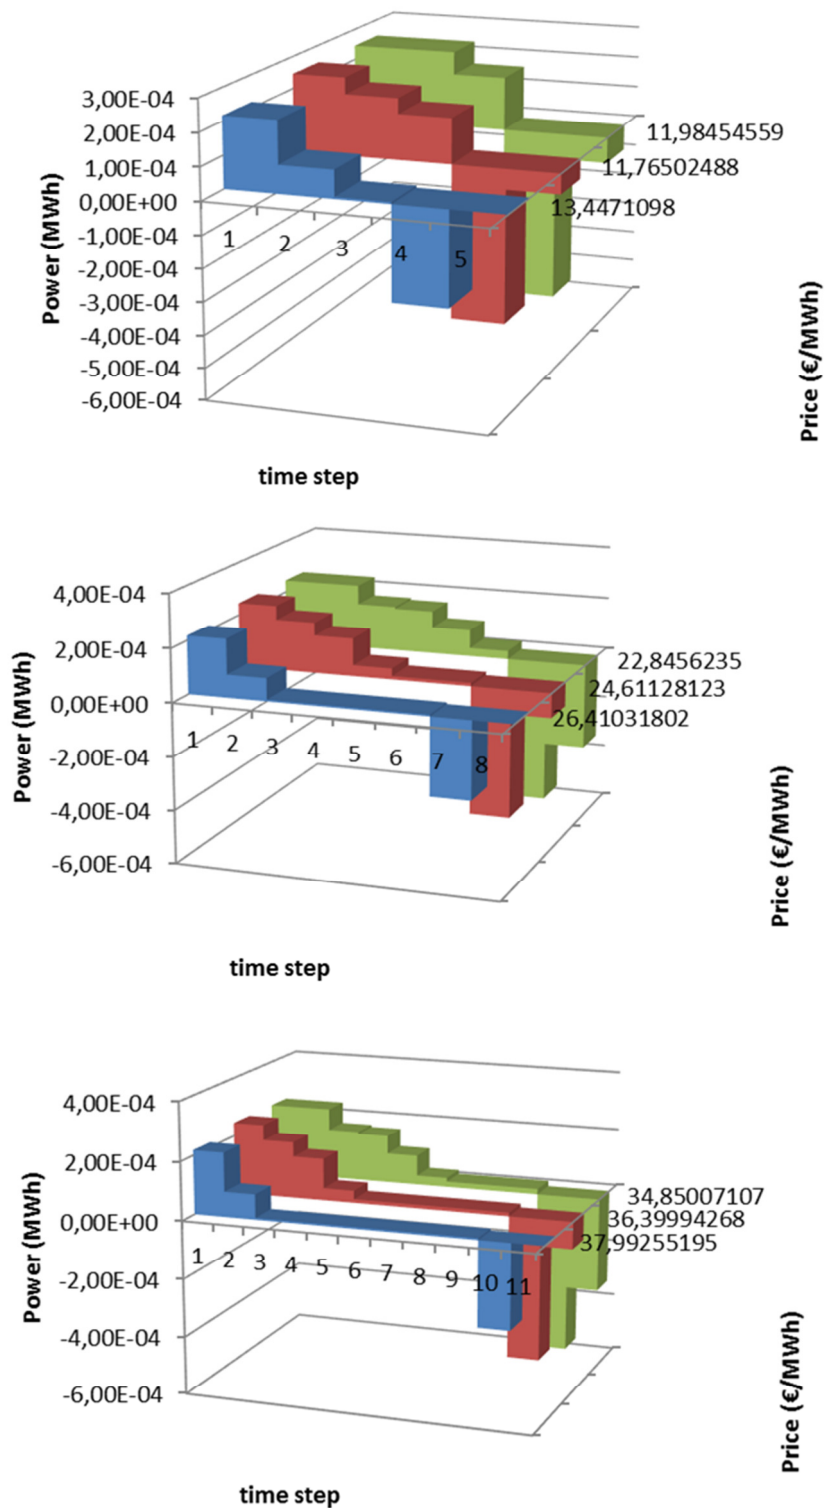 3,00E-04
2,00E-04
1,00E-04
0,00E+00
-1,00E-04
-2,00E-04
-3,00E-04
-4,00E-04
-5,00E-04
-6,00E-04
Power (MWh)
1 2 3 4 5
time step
11,98454559
11,76502488
13,4471098
Price (€/MWh)
4,00E-04
2,00E-04
0,00E+00
-2,00E-04
-4,00E-04
-6,00E-04
Power (MWh)
1 2 3 4 5 6 7 8
time step
22,8456235
24,61128123
26,41031802
Price (€/MWh)
4,00E-04
2,00E-04
0,00E+00
-2,00E-04
-4,00E-04
-6,00E-04
Power (MWh)
1 2 3 4 5 6 7 8 9 10 11
time step
34,85007107
36,39994268
37,99255195
Price (€/MWh)